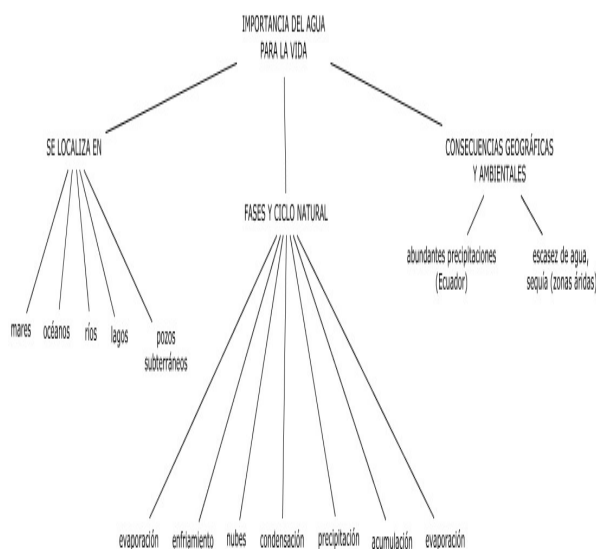 IMPORTANCIA DEL AGUA
PARA LA VIDA
SE LOCALIZA EN
mares
océanos
ríos
lagos
pozos
subterráneos
FASES Y CICLO NATURAL
evaporación
enfriamiento
nubes
condensación
precipitación
acumulación
evaporación
CONSECUENCIAS GEOGRÁFICAS
Y AMBIENTALES
abundantes precipitaciones
(Ecuador)
escasez de agua,
sequía (zonas áridas)